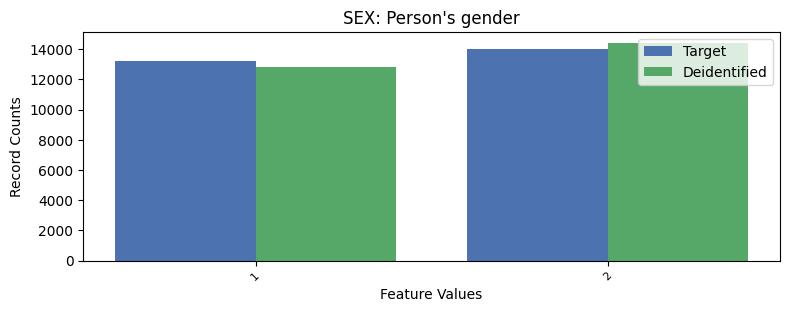 SEX: Person's gender
Target
Deidentified
14000
12000
10000
8000
6000
4000
2000
0
Record Counts
1
2
Feature Values